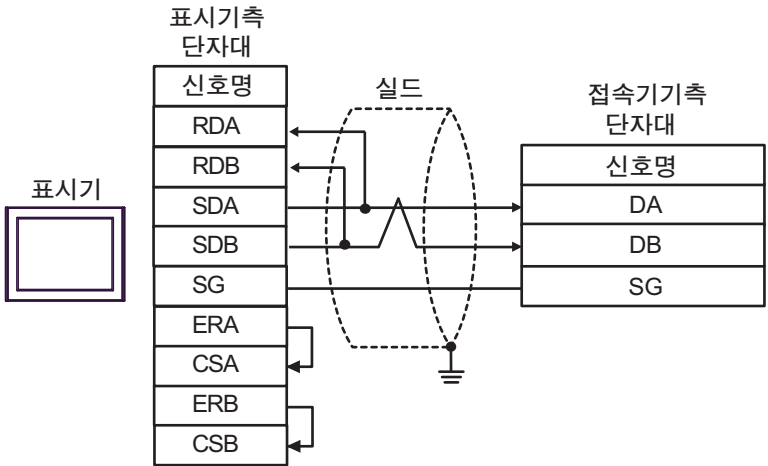 표시기측
단자대
신호명
RDA
RDB
SDA
SDB
SG
ERA
CSA
ERB
CSB
표시기
실드
접속기기측
단자대
신호명
DA
DB
SG